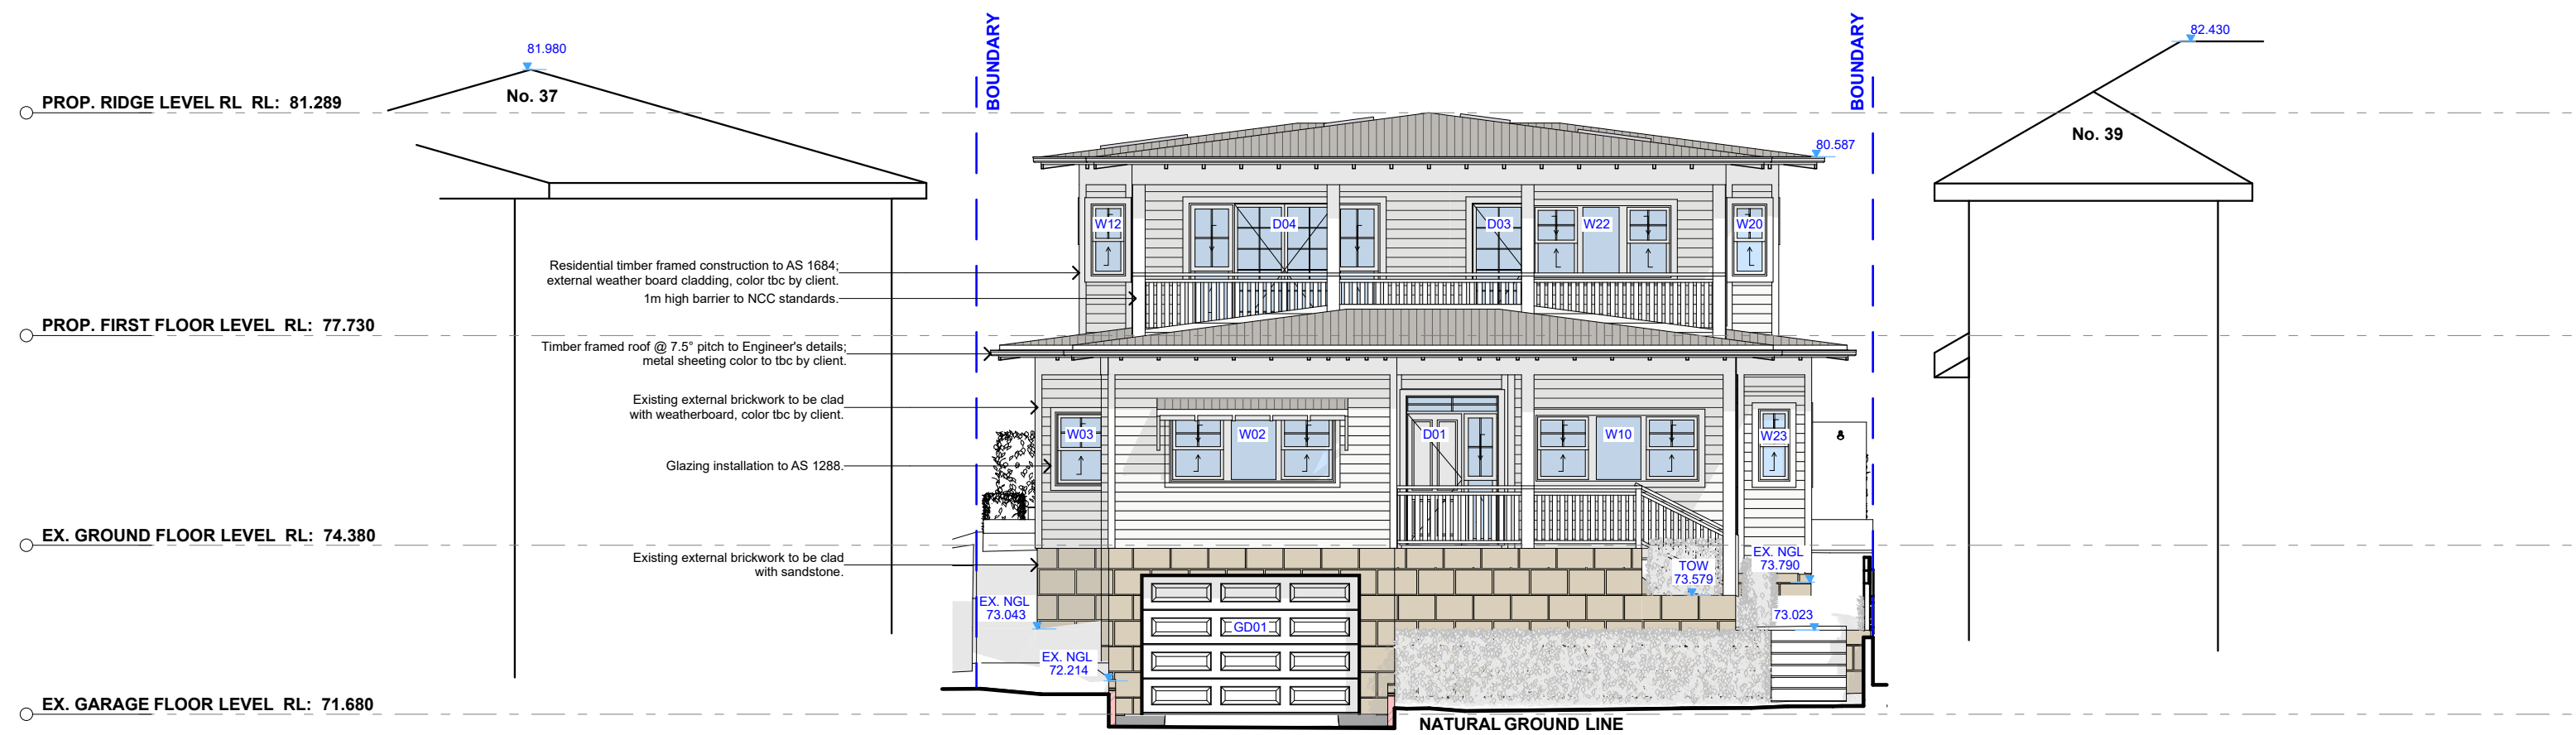 BOUNDARY
BOUNDARY
82.430
81.980
No. 37
PROP. RIDGE LEVEL RL RL: 81.289
No. 39
80.587
W12
D04
D03
W22
W20
Residential timber framed construction to AS 1684;
external weather board cladding, color tbc by client.
1m high barrier to NCC standards.
PROP. FIRST FLOOR LEVEL RL: 77.730
Timber framed roof @ 7.5° pitch to Engineer's details;
metal sheeting color to tbc by client.
Existing external brickwork to be clad
with weatherboard, color tbc by client.
W03
W02
D01
W10
W23
Glazing installation to AS 1288.
EX. GROUND FLOOR LEVEL RL: 74.380
Existing external brickwork to be clad
with sandstone.
EX. NGL
73.790
TOW
73.579
EX. NGL
73.043
73.023
GD01
EX. NGL
72.214
EX. GARAGE FLOOR LEVEL RL: 71.680
NATURAL GROUND LINE